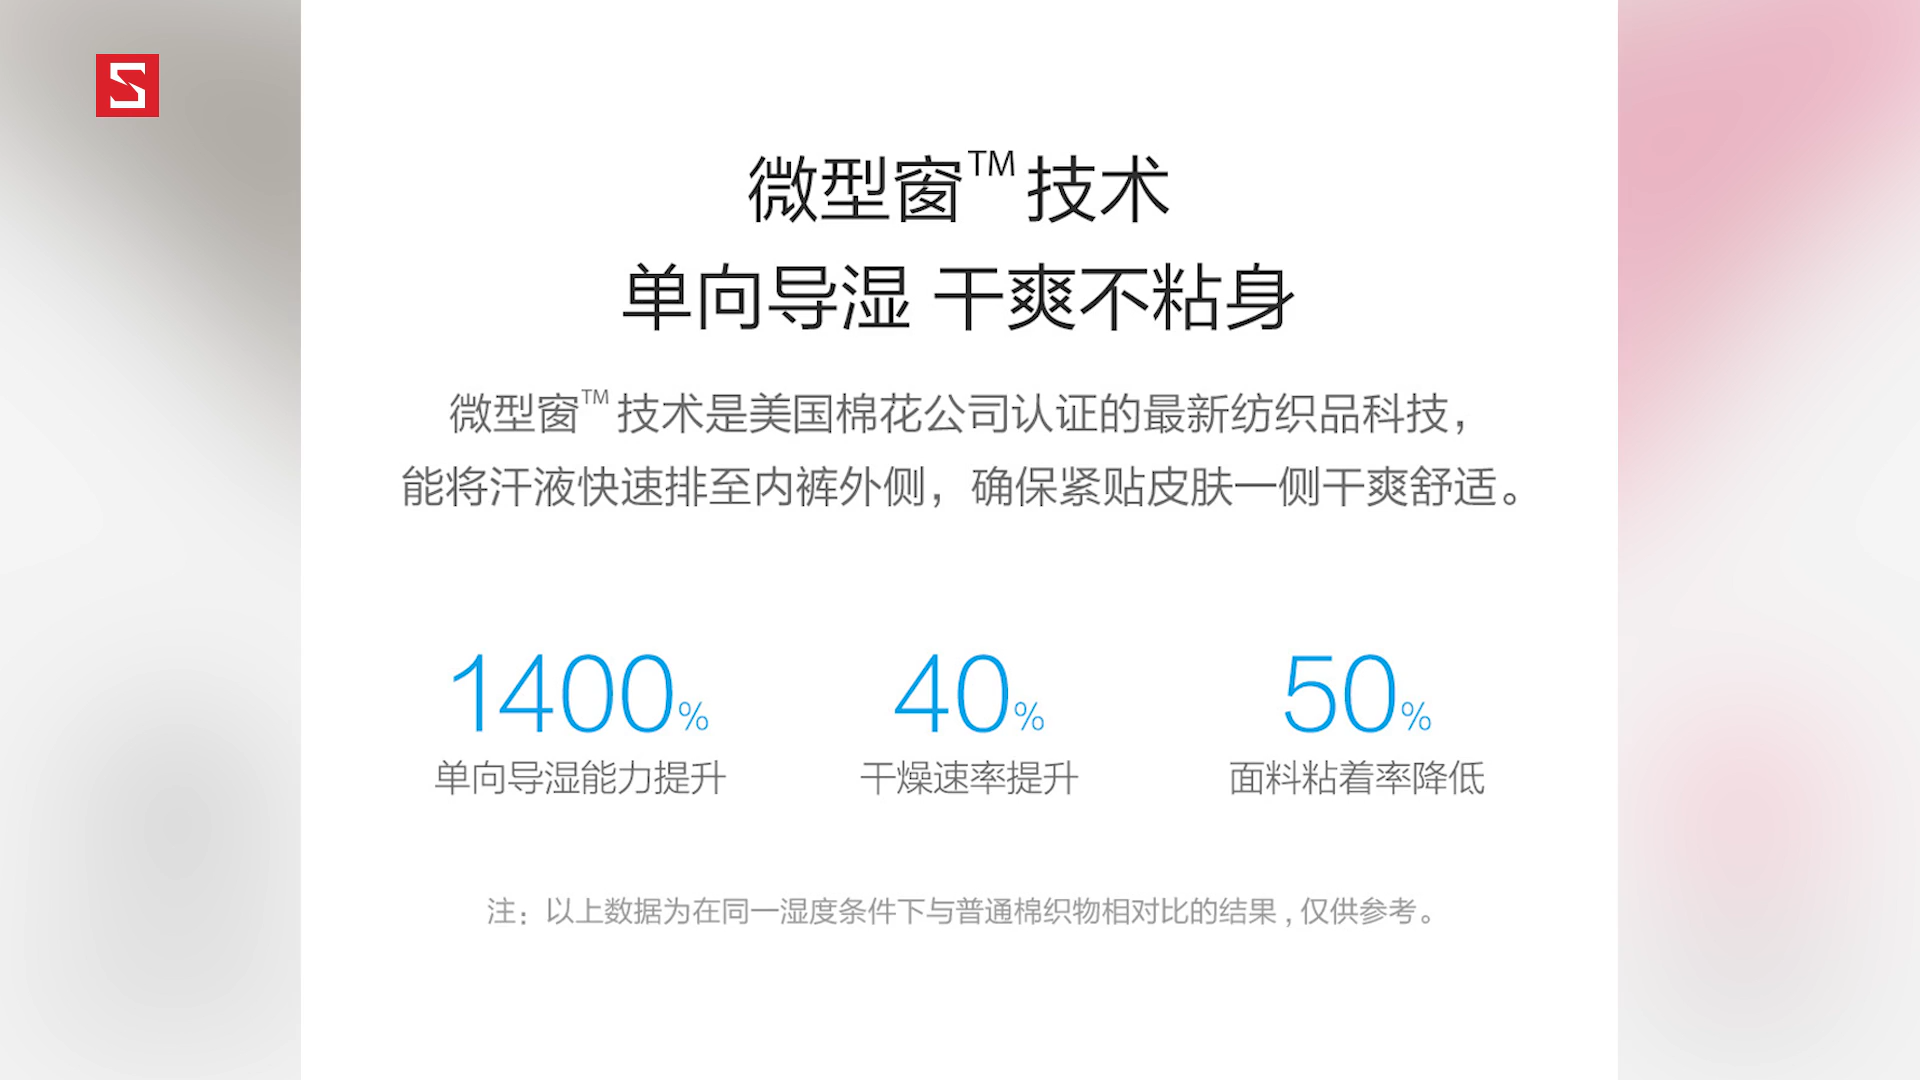 S
微型窗™技术
单向导湿 干爽不粘身
微型窗™技术是美国棉花公司认证的最新纺织品科技，
能将汗液快速排至内裤外侧，确保紧贴皮肤一侧干爽舒适。
1400% 40% 50%
单向导湿能力提升 干燥速率提升 面料粘着率降低
注：以上数据为在同一湿度条件下与普通棉织物相对比的结果，仅供参考。